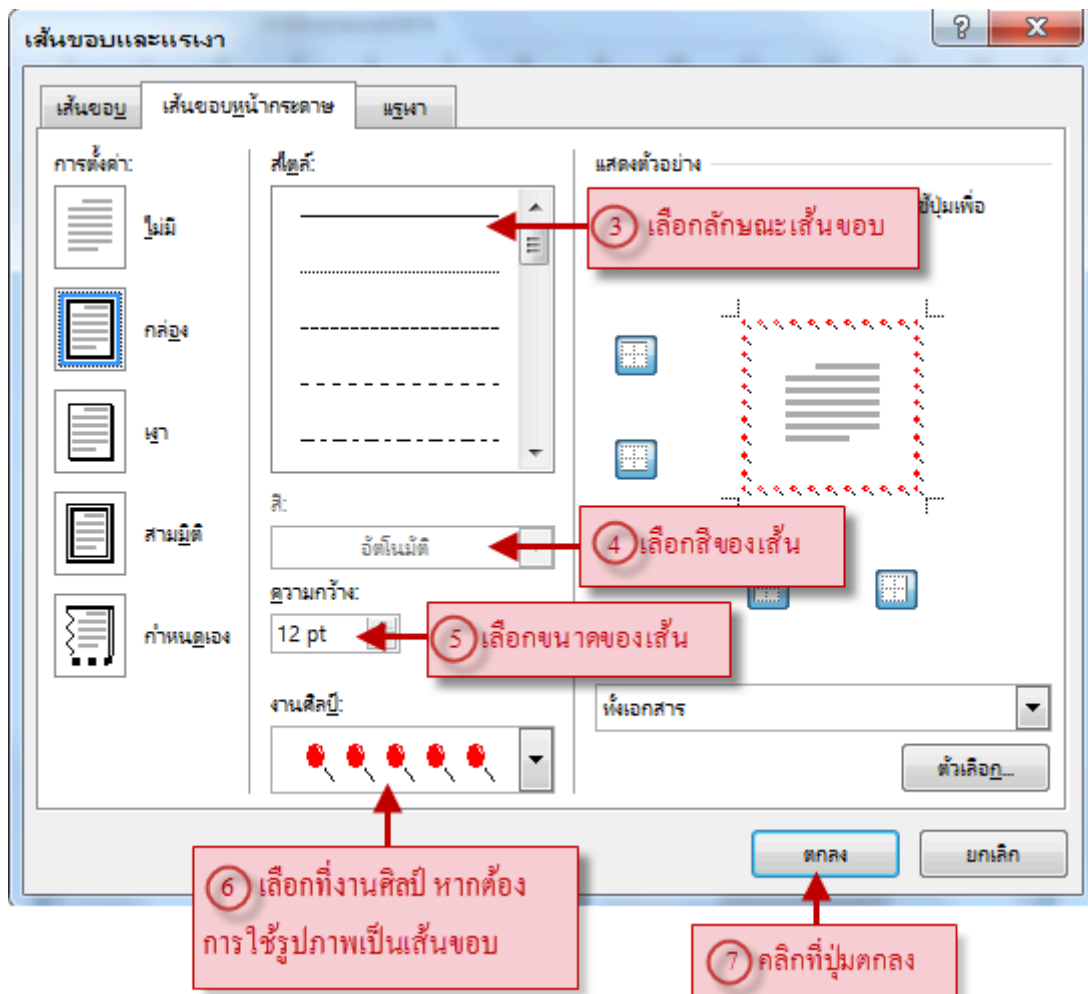 เส้นขอบและแรเงา
เส้นขอบ
เส้นขอบหน้ากระดาษ
แรเงา
การตั้งค่า:
ไม่มี
กล่อง
เงา
สามมิติ
กำหนดเอง
สไตล์:
3 เลือกลักษณะเส้นขอบ
สี:
อัตโนมัติ
4 เลือกสีของเส้น
ความกว้าง:
12 pt
5 เลือกขนาดของเส้น
งานศิลป์:
6 เลือกที่งานศิลป์ หากต้อง
การใช้รูปภาพเป็นเส้นขอบ
แสดงตัวอย่าง
ปุ่มเพื่อ
ทั้งเอกสาร
ตัวเลือก...
ตกลง
ยกเลิก
7 คลิกที่ปุ่มตกลง